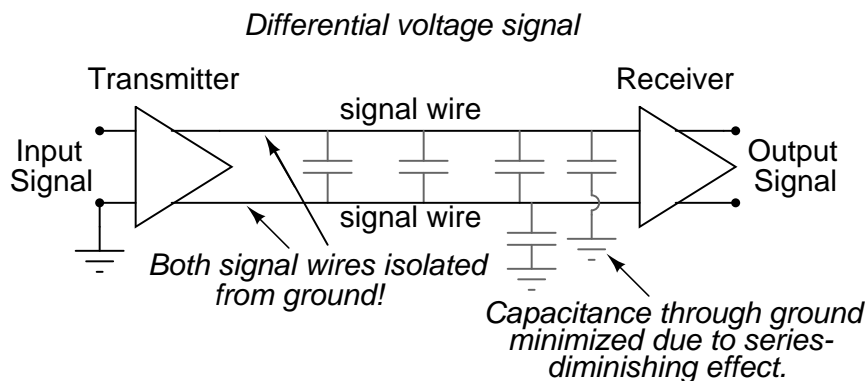 Differential voltage signal
Transmitter
Receiver
signal wire
Input
Signal
Output
Signal
signal wire
Both signal wires isolated
from ground!
Capacitance through ground
minimized due to series-
diminishing effect.